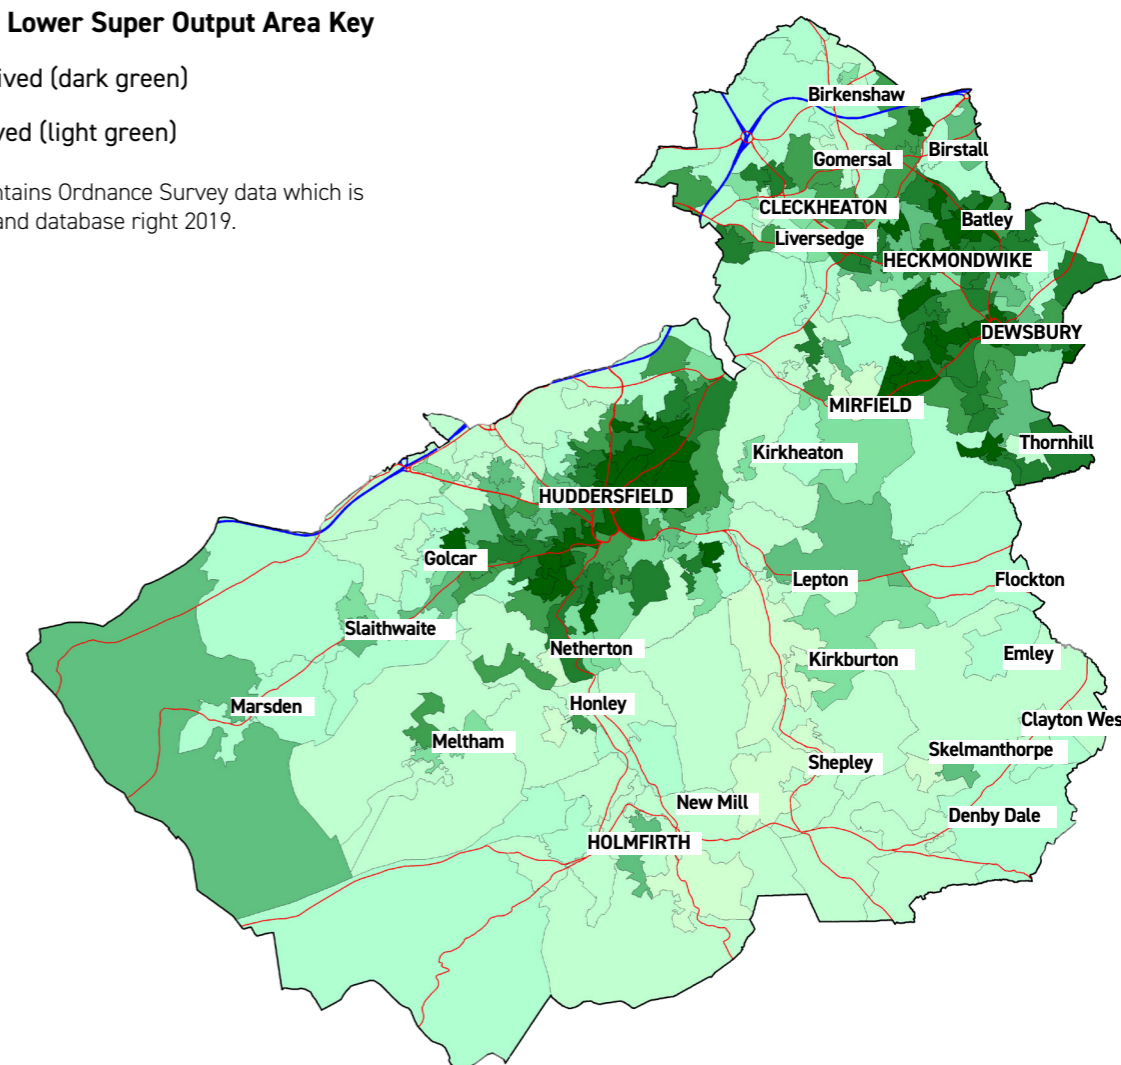 Lower Super Output Area Key
ived (dark green)
ved (light green)
ntains Ordnance Survey data which is
and database right 2019.
Birkenshaw
Gomersal
Birstall
CLECKHEATON
Batley
Liversedge
HECKMONDWIKE
DEWSBURY
MIRFIELD
Thornhill
Kirkheaton
HUDDERSFIELD
Golcar
Lepton
Flockton
Slaithwaite
Netherton
Kirkburton
Emley
Marsden
Honley
Clayton Wes
Meltham
Skelmanthorpe
Shepley
New Mill
Denby Dale
HOLMFIRTH